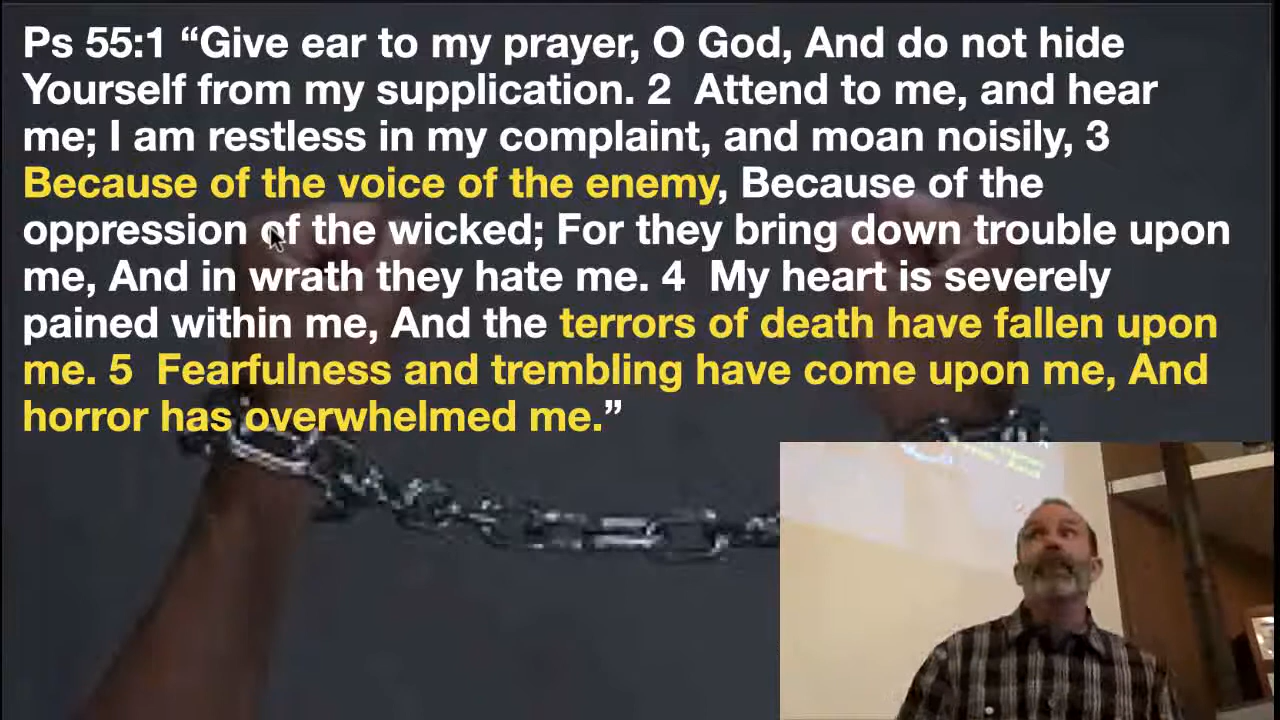 Ps 55:1 “Give ear to my prayer, O God, And do not hide
Yourself from my supplication. 2  Attend to me, and hear
me; I am restless in my complaint, and moan noisily, 3
Because of the voice of the enemy, Because of the
oppression of the wicked; For they bring down trouble upon
me, And in wrath they hate me. 4  My heart is severely
pained within me, And the terrors of death have fallen upon
me. 5  Fearfulness and trembling have come upon me, And
horror has overwhelmed me.”